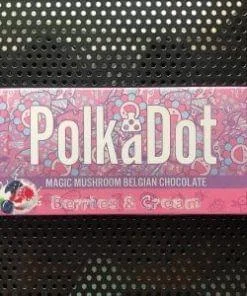 PolkaDot
MAGIC MUSHROOM BELGIAN CHOCOLATE
Berries & Cream